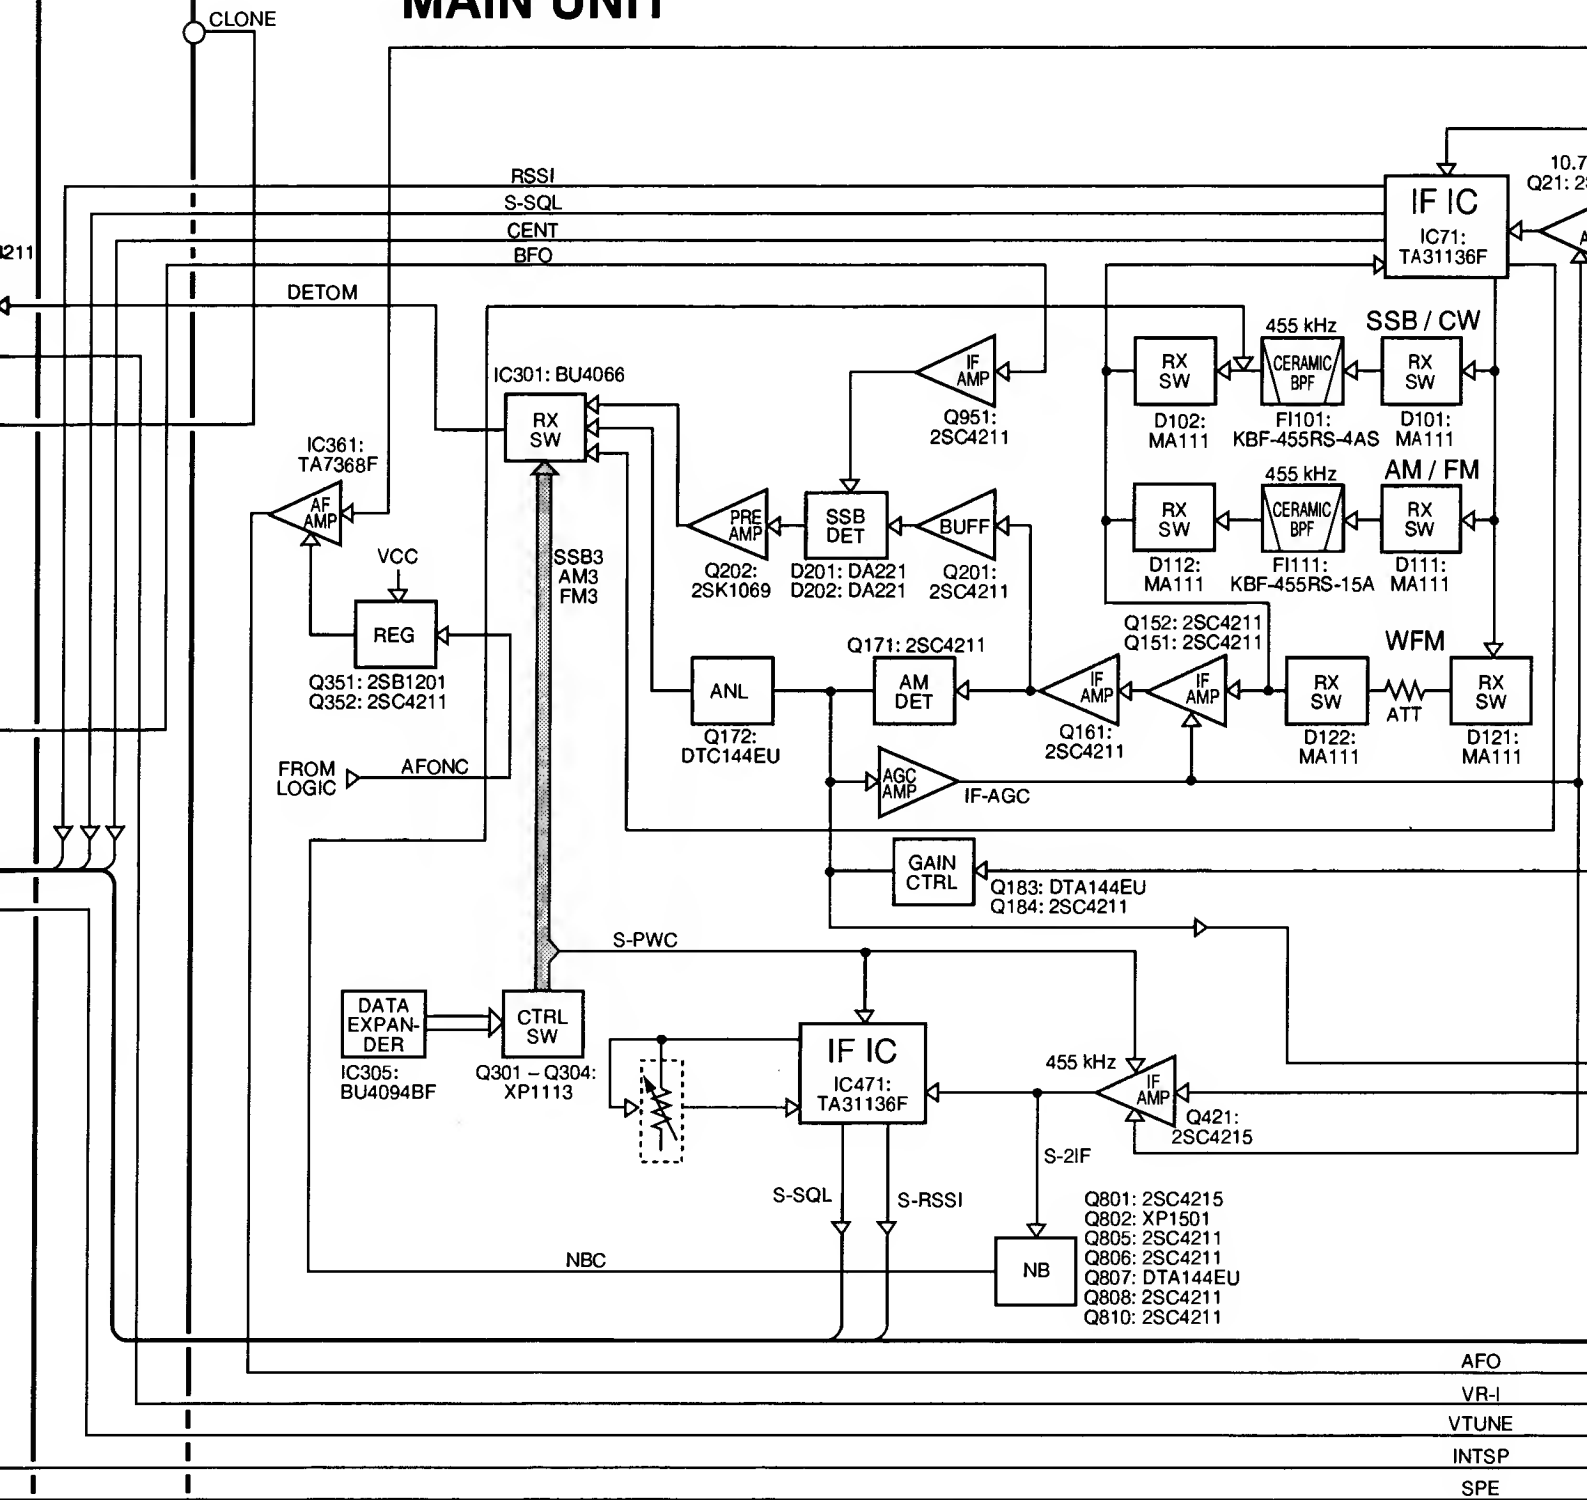 MAIN UNIT
CLONE
RSSI
S-SQL
CENT
BFO
DETOM
IF IC
IC71:
TA31136F
10.7
455 kHz
SSB / CW
RX
SW
CERAMIC
BPF
RX
SW
D102:
MA111
FI101:
KBF-455RS-4AS
D101:
MA111
455 kHz
AM / FM
RX
SW
CERAMIC
BPF
RX
SW
D112:
MA111
FI111:
KBF-455RS-15A
D111:
MA111
IF
AMP
Q951:
2SC4211
IC301: BU4066
RX
SW
IC361:
TA7368F
AF
AMP
VCC
REG
Q351: 2SB1201
Q352: 2SC4211
FROM
LOGIC
AFONC
SSB3
AM3
FM3
PRE
AMP
Q202:
2SK1069
SSB
DET
D201: DA221
D202: DA221
BUFF
Q201:
2SC4211
Q152: 2SC4211
Q151: 2SC4211
WFM
Q171: 2SC4211
ANL
Q172:
DTC144EU
AM
DET
IF
AMP
Q161:
2SC4211
IF
AMP
RX
SW
D122:
MA111
ATT
RX
SW
D121:
MA111
AGC
AMP
IF-AGC
GAIN
CTRL
Q183: DTA144EU
Q184: 2SC4211
S-PWC
DATA
EXPAN-
DER
IC305:
BU4094BF
CTRL
SW
Q301 – Q304:
XP1113
IF IC
IC471:
TA31136F
455 kHz
IF
AMP
Q421:
2SC4215
S-2IF
S-SQL
S-RSSI
NBC
NB
Q801: 2SC4215
Q802: XP1501
Q805: 2SC4211
Q806: 2SC4211
Q807: DTA144EU
Q808: 2SC4211
Q810: 2SC4211
AFO
VR-I
VTUNE
INTSP
SPE